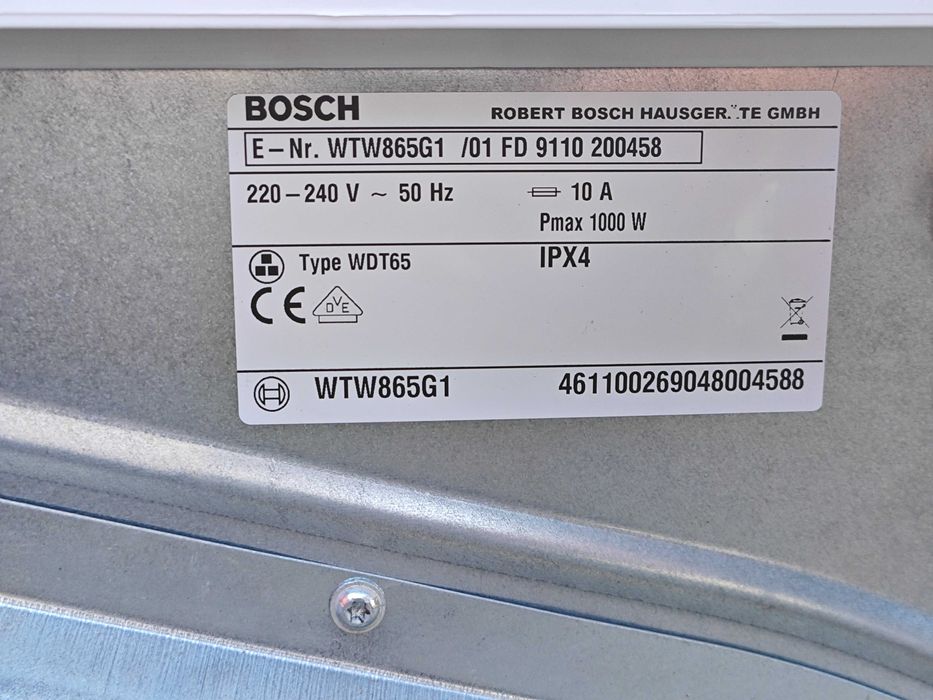 BOSCH ROBERT BOSCH HAUSGER.¨.TE GMBH
E-Nr. WTW865G1 /01 FD 9110 200458
220-240 V ~ 50 Hz 10 A
Pmax 1000 W
Type WDT65 IPX4
CE DVE
WTW865G1 461100269048004588